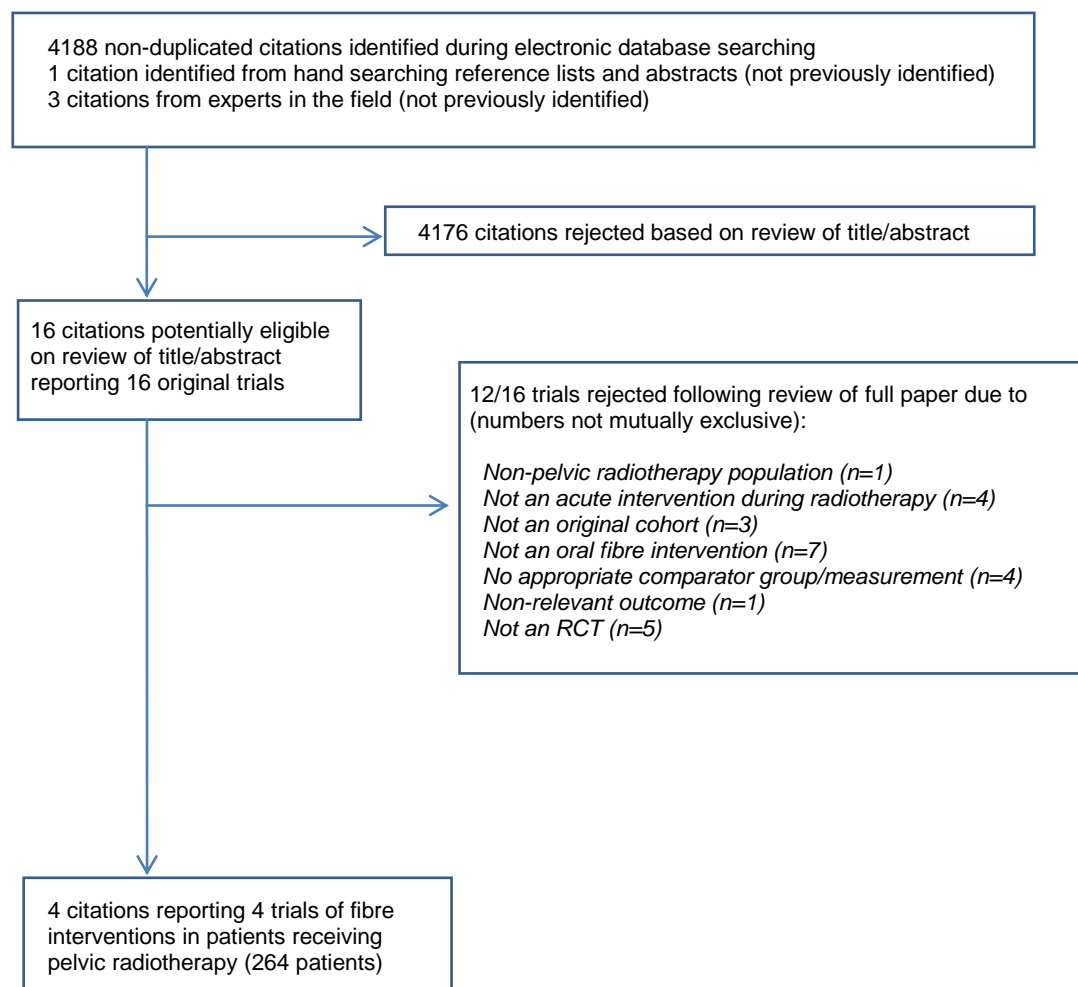 4188 non-duplicated citations identified during electronic database searching
1 citation identified from hand searching reference lists and abstracts (not previously identified)
3 citations from experts in the field (not previously identified)
4176 citations rejected based on review of title/abstract
16 citations potentially eligible
on review of title/abstract
reporting 16 original trials
12/16 trials rejected following review of full paper due to
(numbers not mutually exclusive):
Non-pelvic radiotherapy population (n=1)
Not an acute intervention during radiotherapy (n=4)
Not an original cohort (n=3)
Not an oral fibre intervention (n=7)
No appropriate comparator group/measurement (n=4)
Non-relevant outcome (n=1)
Not an RCT (n=5)
4 citations reporting 4 trials of fibre
interventions in patients receiving
pelvic radiotherapy (264 patients)